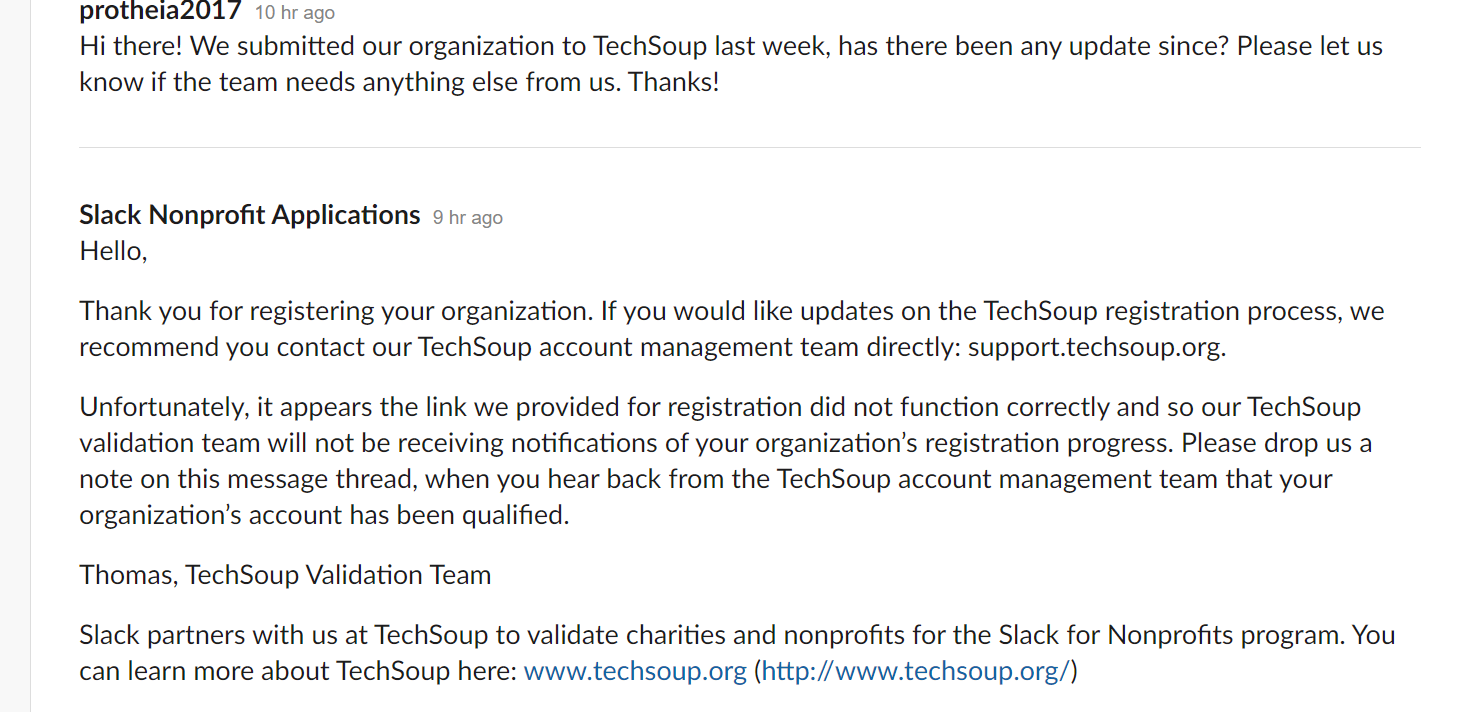 protheia2017 10 hr ago
Hi there! We submitted our organization to TechSoup last week, has there been any update since? Please let us
know if the team needs anything else from us. Thanks!
Slack Nonprofit Applications 9 hr ago
Hello,
Thank you for registering your organization. If you would like updates on the TechSoup registration process, we
recommend you contact our TechSoup account management team directly: support.techsoup.org.
Unfortunately, it appears the link we provided for registration did not function correctly and so our TechSoup
validation team will not be receiving notifications of your organization’s registration progress. Please drop us a
note on this message thread, when you hear back from the TechSoup account management team that your
organization’s account has been qualified.
Thomas, TechSoup Validation Team
Slack partners with us at TechSoup to validate charities and nonprofits for the Slack for Nonprofits program. You
can learn more about TechSoup here: www.techsoup.org (http://www.techsoup.org/)